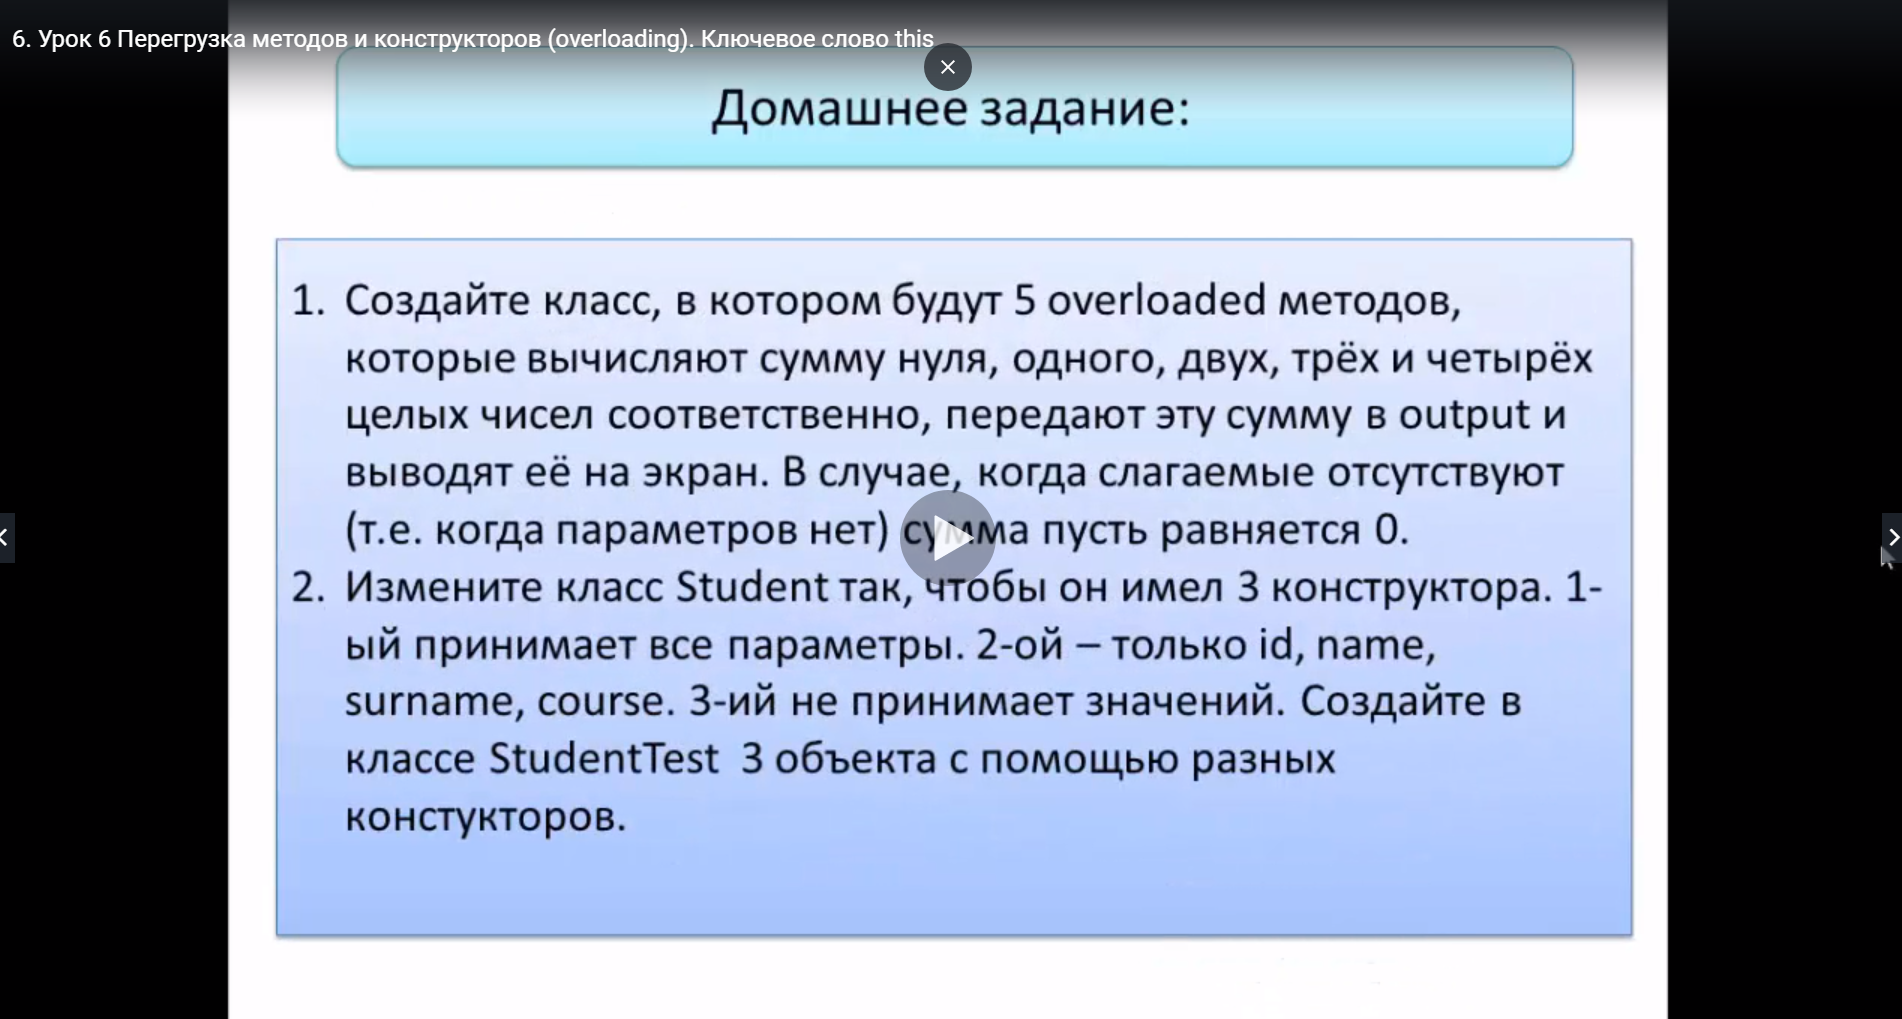 6. Урок 6 Перегрузка методов и конструкторов (overloading). Ключевое слово this
Домашнее задание:
1. Создайте класс, в котором будут 5 overloaded методов,
которые вычисляют сумму нуля, одного, двух, трёх и четырёх
целых чисел соответственно, передают эту сумму в output и
выводят её на экран. В случае, когда слагаемые отсутствуют
(т.е. когда параметров нет) сумма пусть равняется 0.
2. Измените класс Student так, чтобы он имел 3 конструктора. 1-
ый принимает все параметры. 2-ой – только id, name,
surname, course. 3-ий не принимает значений. Создайте в
классе StudentTest 3 объекта с помощью разных
констукторов.